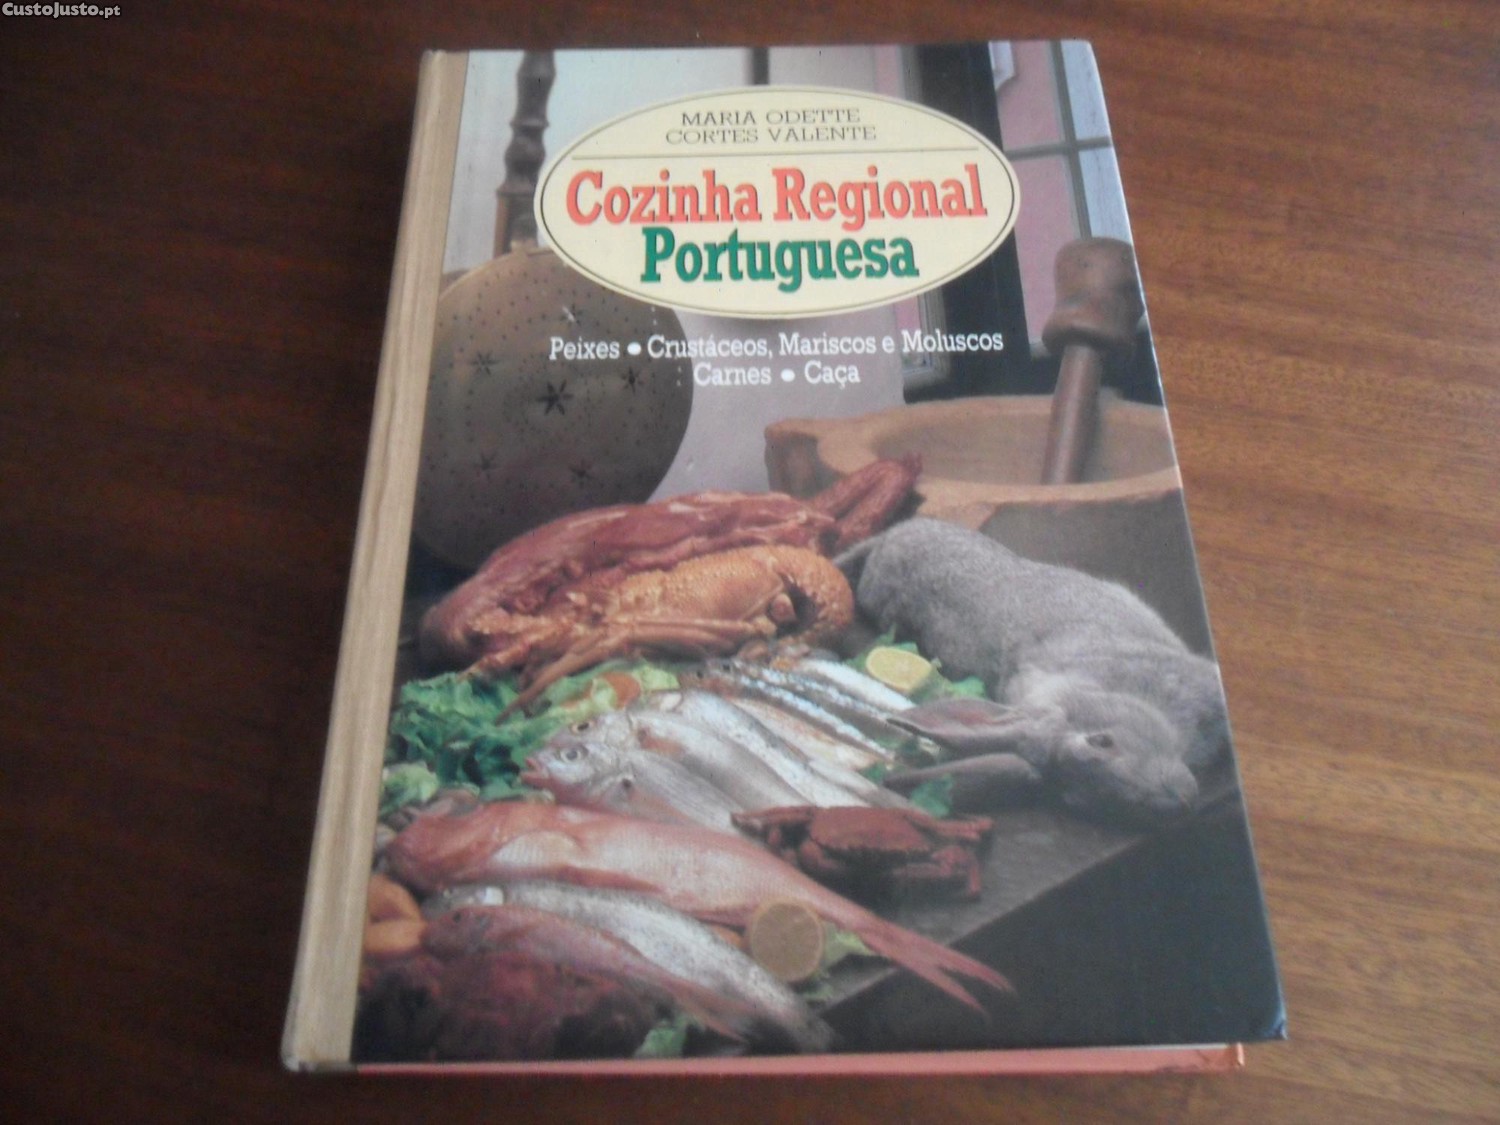 CustoJusto.pt
MARIA ODETTE
CORTES VALENTE
Cozinha Regional
Portuguesa
Peixes • Crustáceos, Mariscos e Moluscos
Carnes • Caça